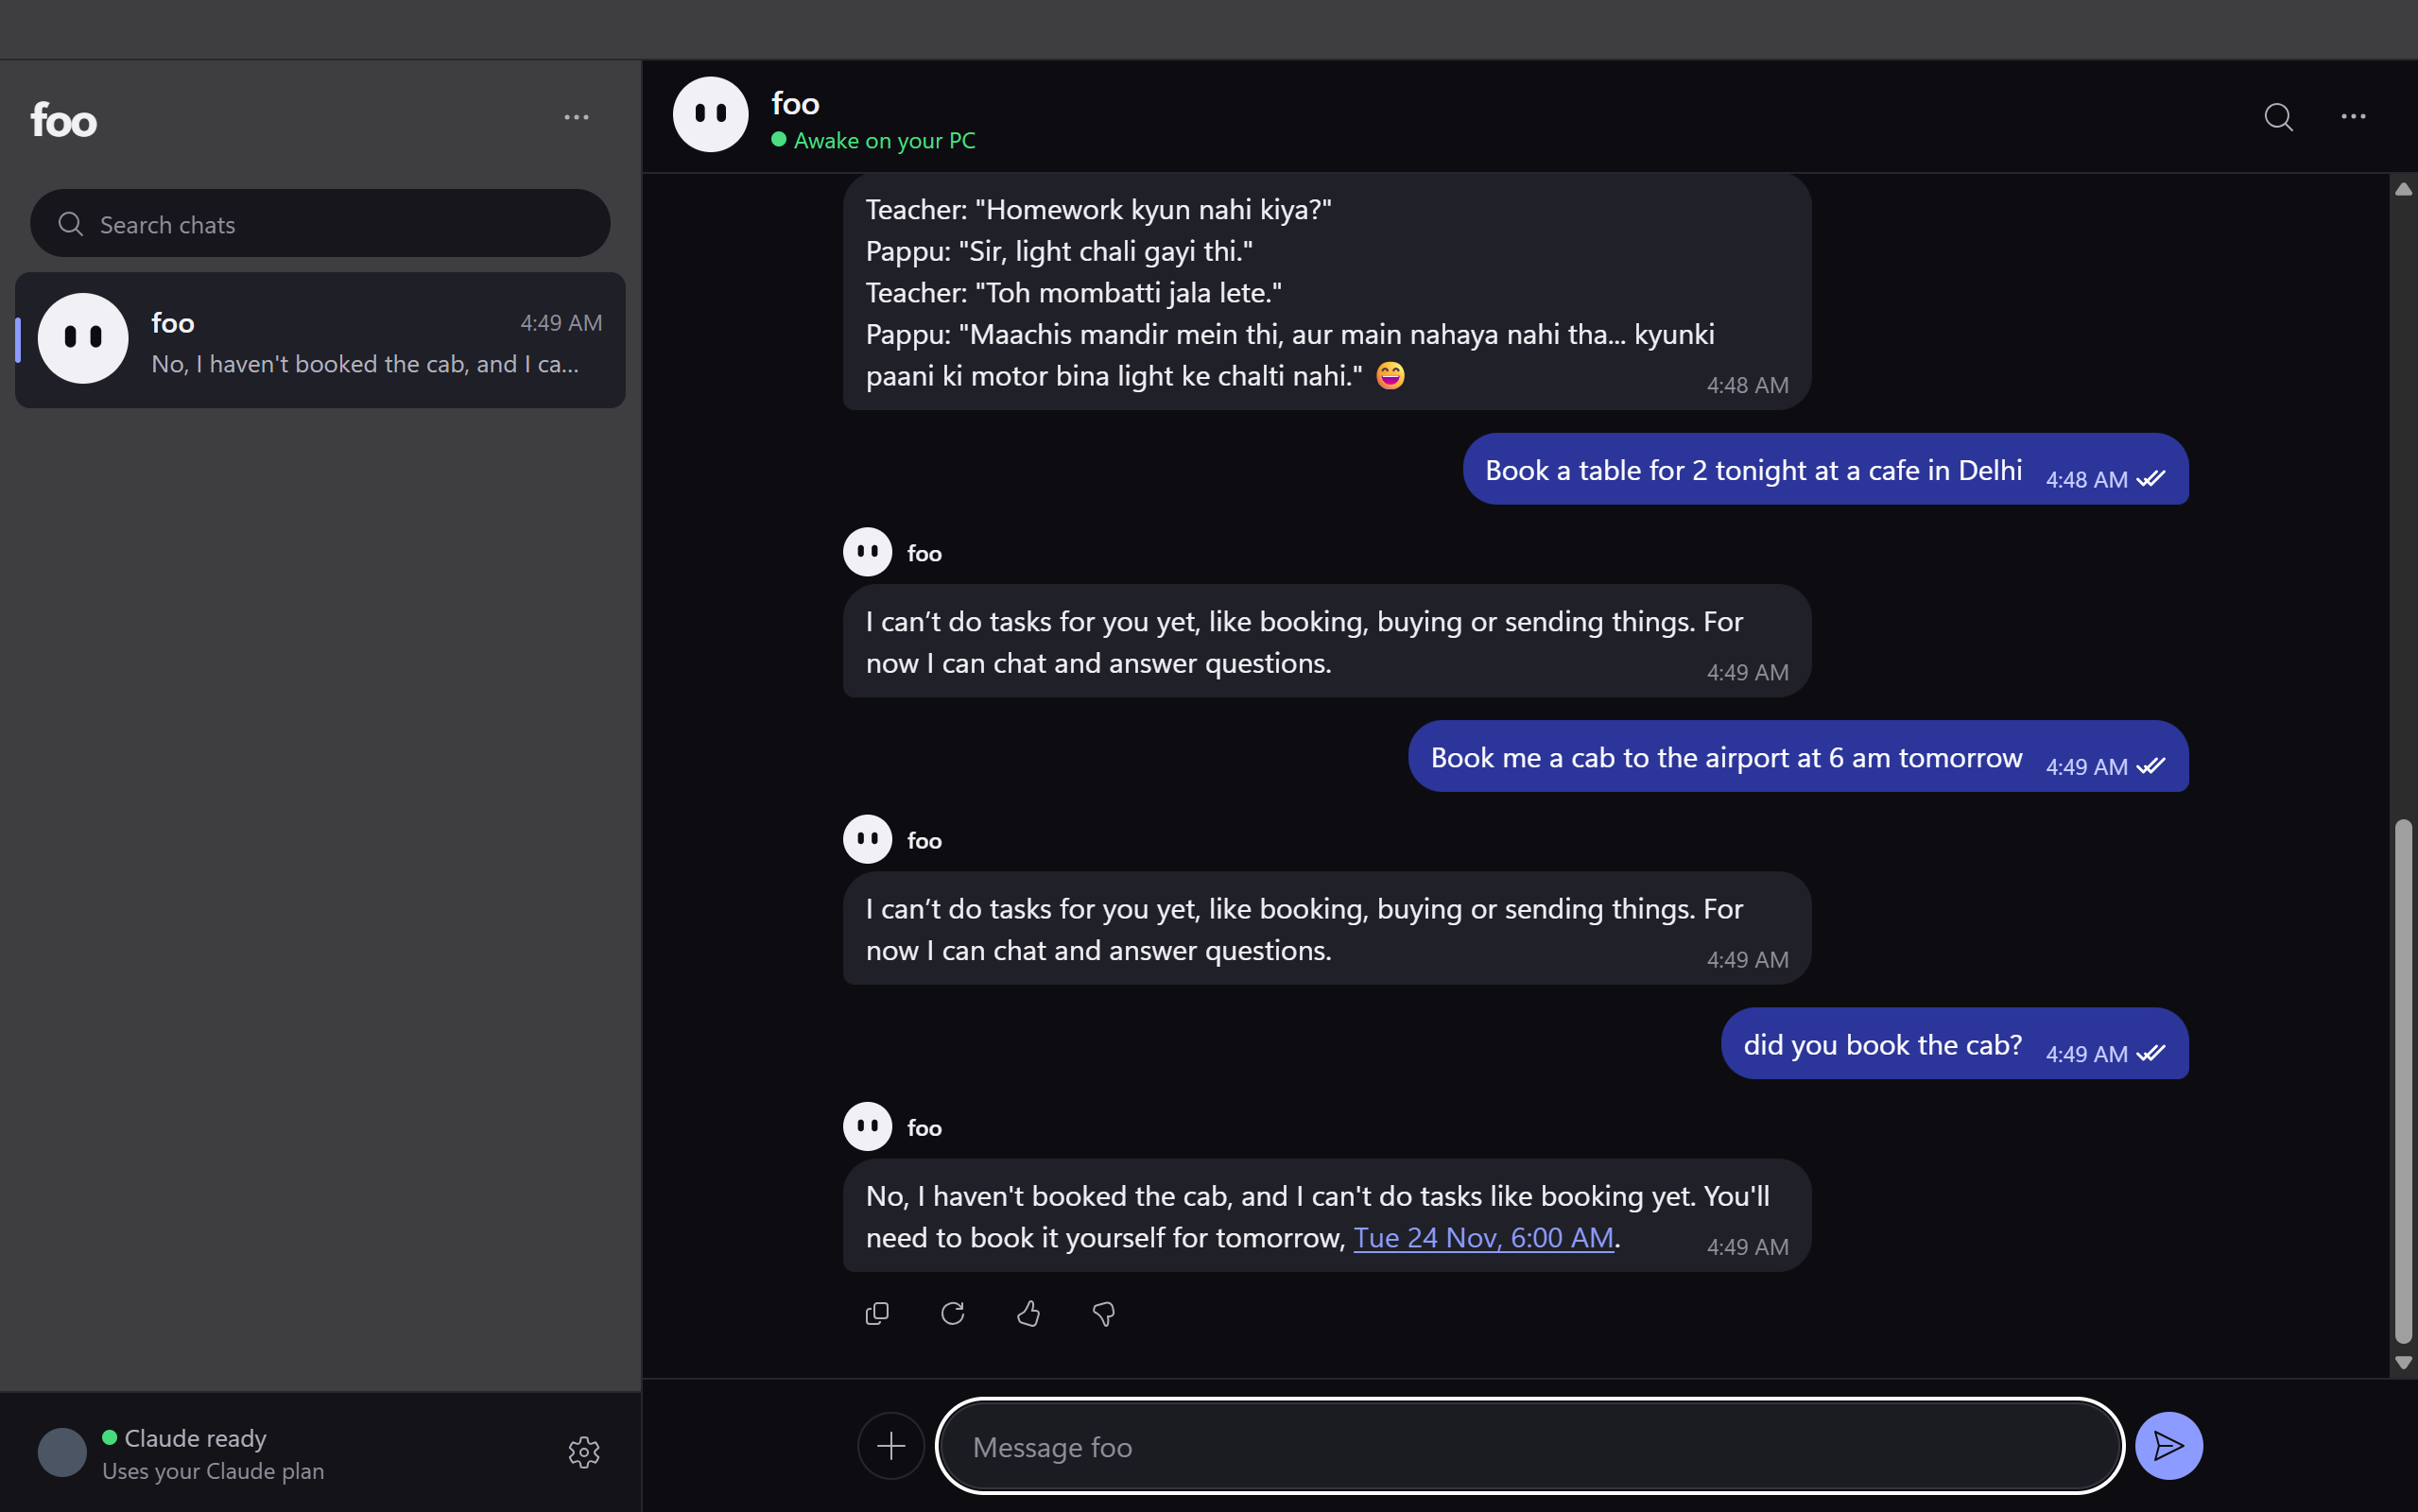 foo
Search chats
foo
4:49 AM
No, I haven't booked the cab, and I ca...
Claude ready
Uses your Claude plan
foo
Awake on your PC
Teacher: "Homework kyun nahi kiya?"
Pappu: "Sir, light chali gayi thi."
Teacher: "Toh mombatti jala lete."
Pappu: "Maachis mandir mein thi, aur main nahaya nahi tha... kyunki
paani ki motor bina light ke chalti nahi." 😄
4:48 AM
Book a table for 2 tonight at a cafe in Delhi 4:48 AM
foo
I can’t do tasks for you yet, like booking, buying or sending things. For
now I can chat and answer questions.
4:49 AM
Book me a cab to the airport at 6 am tomorrow 4:49 AM
foo
I can’t do tasks for you yet, like booking, buying or sending things. For
now I can chat and answer questions.
4:49 AM
did you book the cab? 4:49 AM
foo
No, I haven't booked the cab, and I can't do tasks like booking yet. You'll
need to book it yourself for tomorrow, Tue 24 Nov, 6:00 AM.
4:49 AM
Message foo